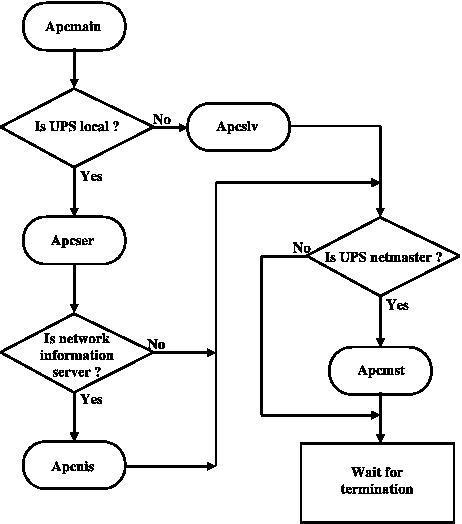 Apcmain
Is UPS local ?
No
Apcslv
Yes
Apcser
No
Is UPS netmaster ?
Yes
Is network
information
server ?
No
Apcmst
Yes
Apcnis
Wait for
termination